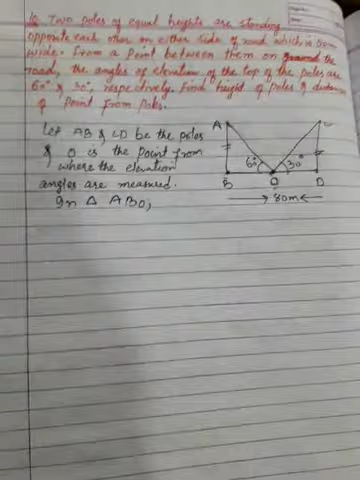 Two poles of equal heights are standing
opposite each other on either side of road which is 80m
wide. From a point between them on ground the
road, the angles of elevation of the top of the poles are
60° & 30°, respectively. Find height of poles & distances
of point from poles.
Let AB & CD be the poles
& O is the point from
where the elevation
angles are measured.
In Δ ABO,
A C
60° 30°
B O D
80m